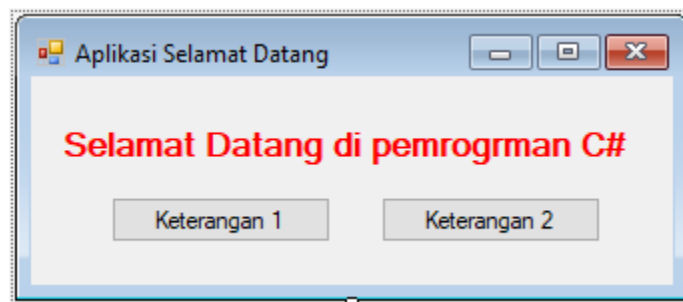 Aplikasi Selamat Datang
Selamat Datang di pemrogrman C#
Keterangan 1 Keterangan 2